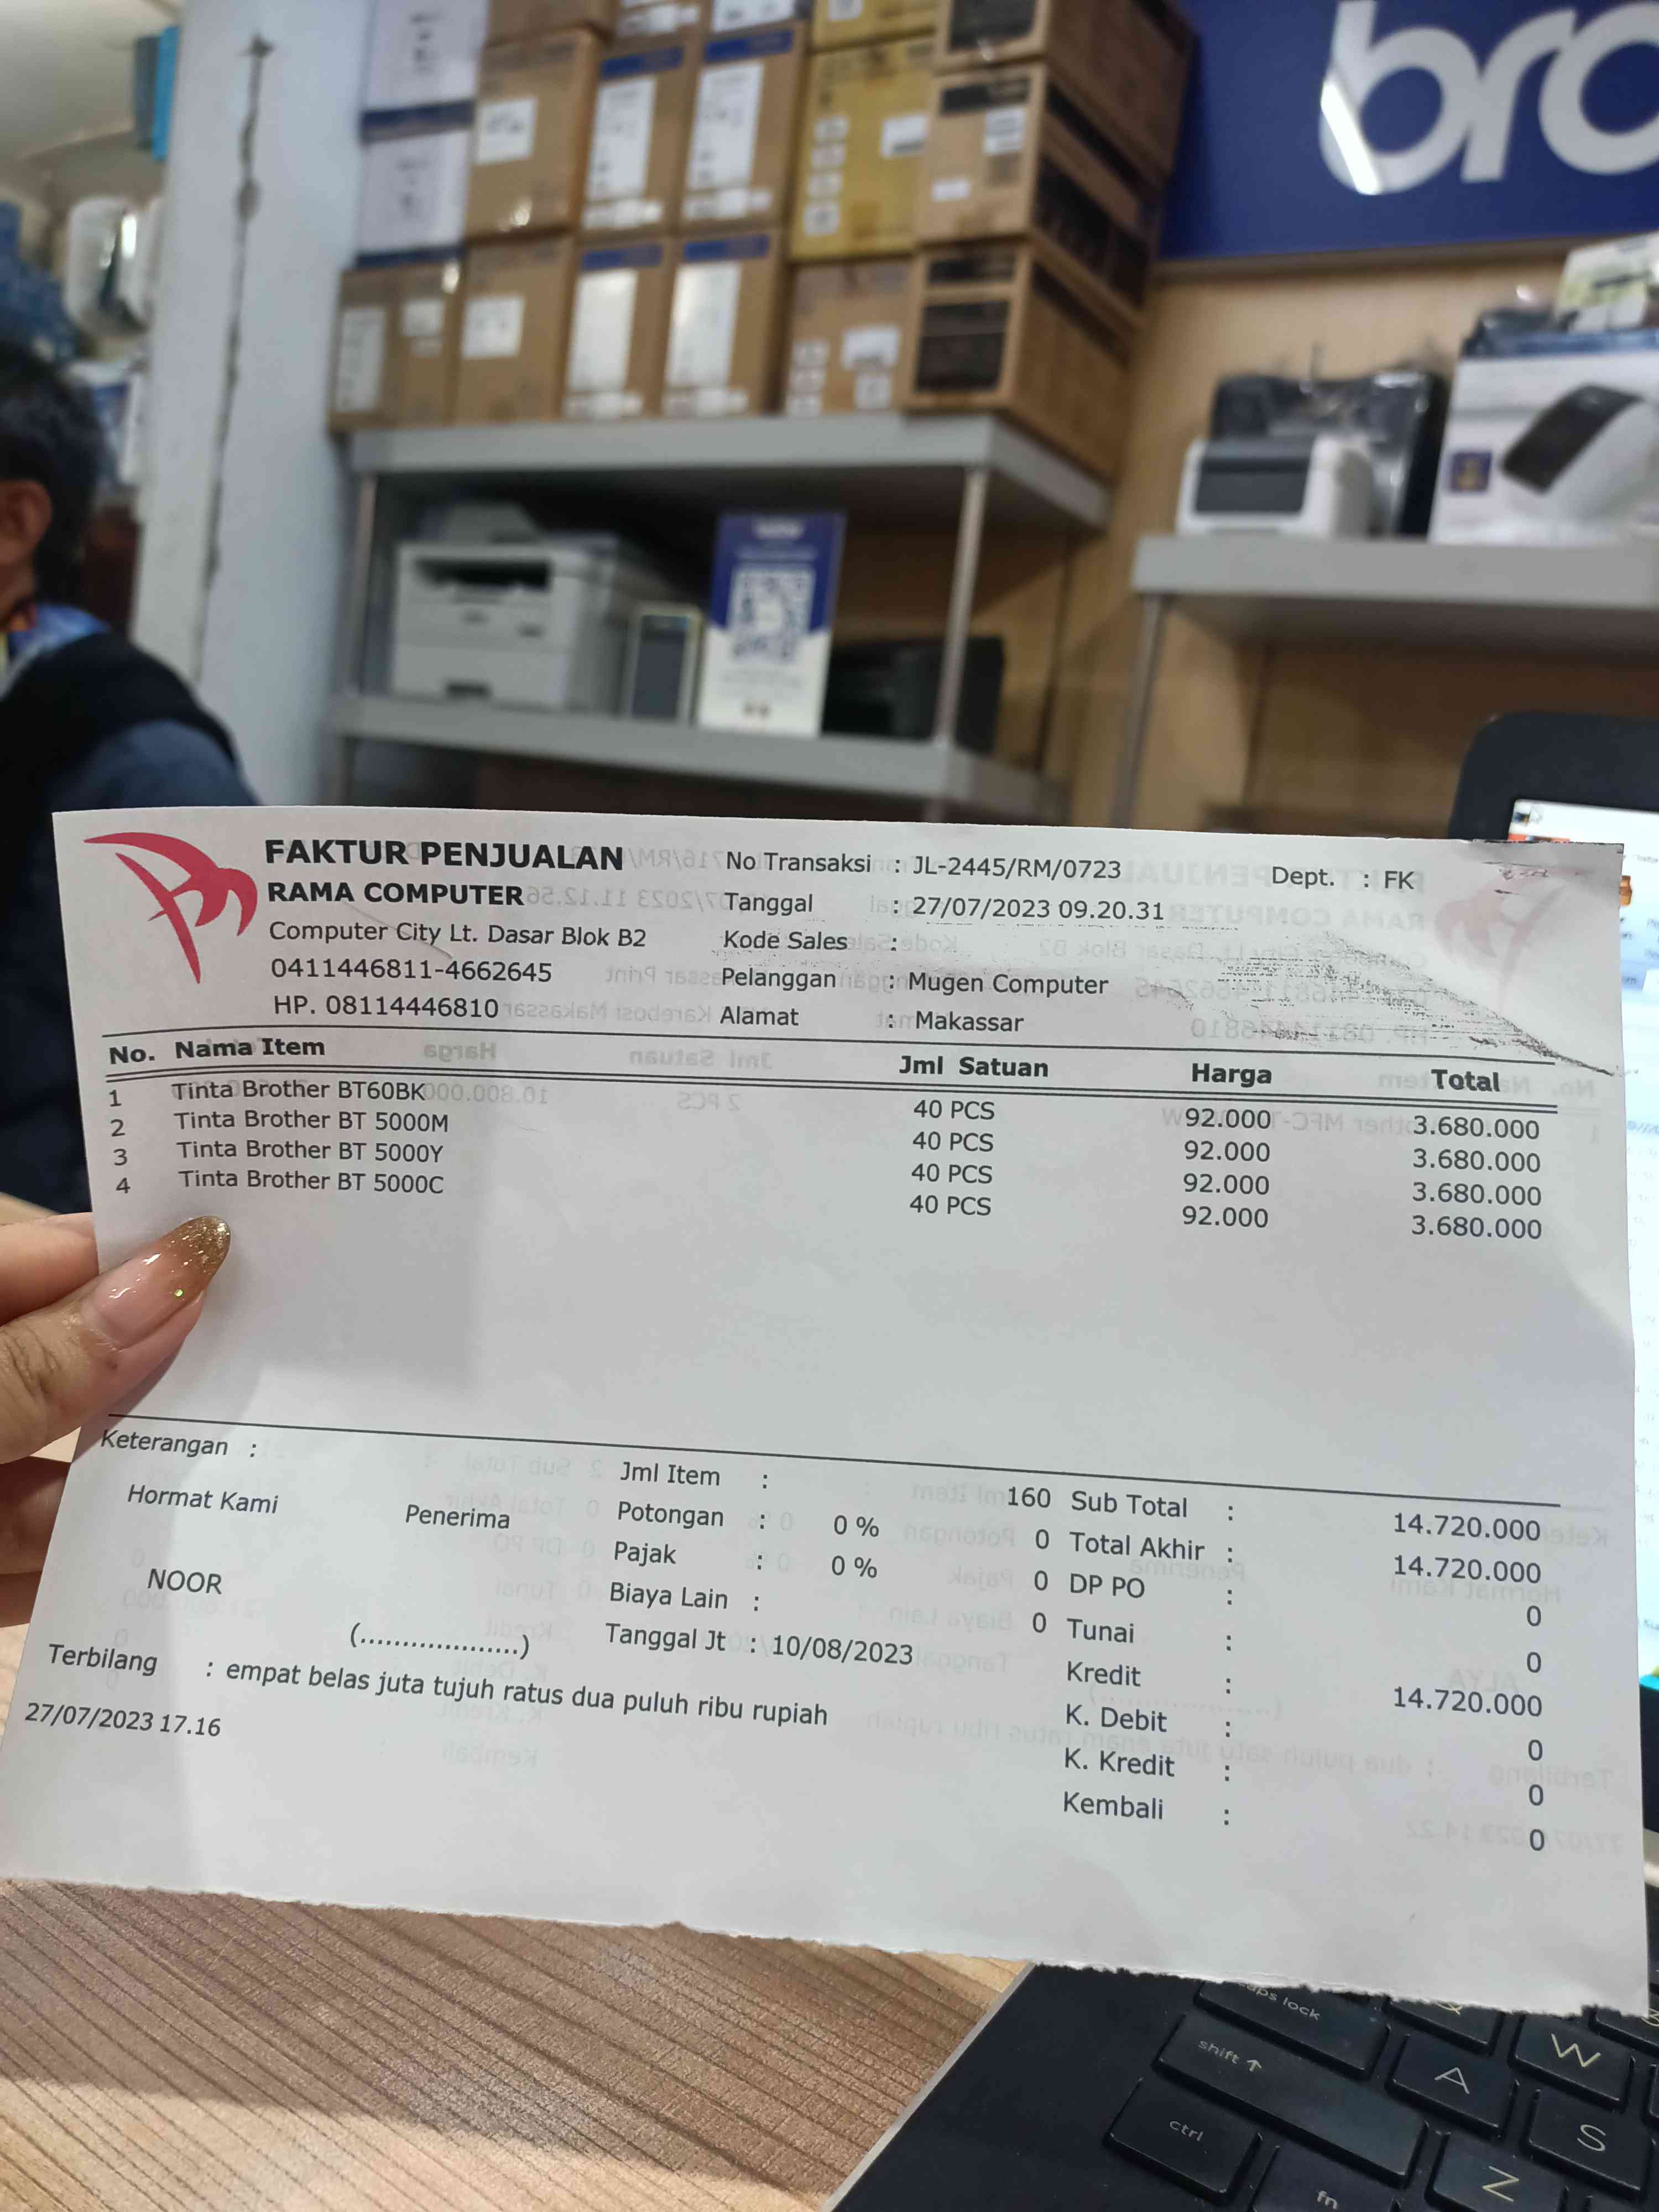 bro
FAKTUR PENJUALAN
RAMA COMPUTER
Computer City Lt. Dasar Blok B2
0411446811-4662645
HP. 08114446810
No Transaksi : JL-2445/RM/0723
Tanggal : 27/07/2023 09.20.31
Kode Sales :
Pelanggan : Mugen Computer
Alamat : Makassar
Dept. : FK
No. Nama Item Jml Satuan Harga Total
1 Tinta Brother BT60BK 40 PCS 92.000 3.680.000
2 Tinta Brother BT 5000M 40 PCS 92.000 3.680.000
3 Tinta Brother BT 5000Y 40 PCS 92.000 3.680.000
4 Tinta Brother BT 5000C 40 PCS 92.000 3.680.000
Keterangan :
Hormat Kami
Penerima
NOOR
(...................)
Jml Item : 160
Potongan : 0 % 0
Pajak : 0 % 0
Biaya Lain : 0
Tanggal Jt : 10/08/2023
Sub Total : 14.720.000
Total Akhir : 14.720.000
DP PO : 0
Tunai : 0
Kredit : 14.720.000
K. Debit : 0
K. Kredit : 0
Kembali : 0
Terbilang : empat belas juta tujuh ratus dua puluh ribu rupiah
27/07/2023 17.16
caps lock
shift
ctrl
fn
W
A
S
Z